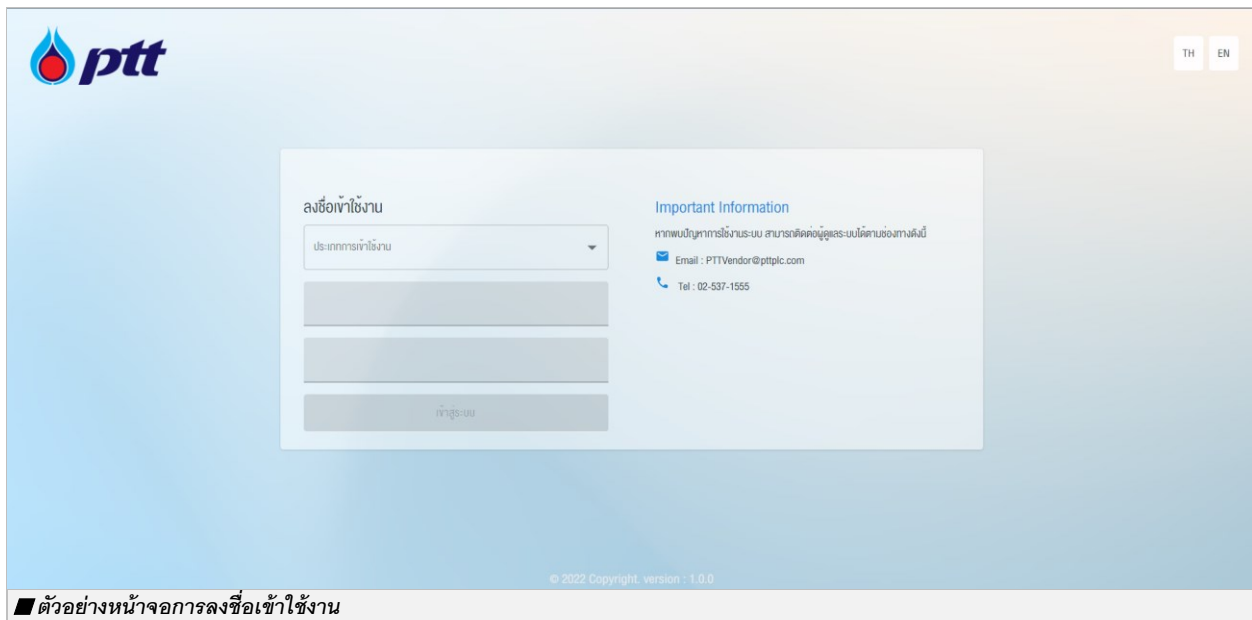 ptt
TH EN
ลงชื่อเข้าใช้งาน
ประเภทการเข้าใช้งาน
เข้าสู่ระบบ
Important Information
หากพบปัญหาการใช้งานระบบ สามารถติดต่อผู้ดูแลระบบได้ตามช่องทางดังนี้
Email : PTTVendor@pttplc.com
Tel : 02-537-1555
© 2022 Copyright. version : 1.0.0
ตัวอย่างหน้าจอการลงชื่อเข้าใช้งาน